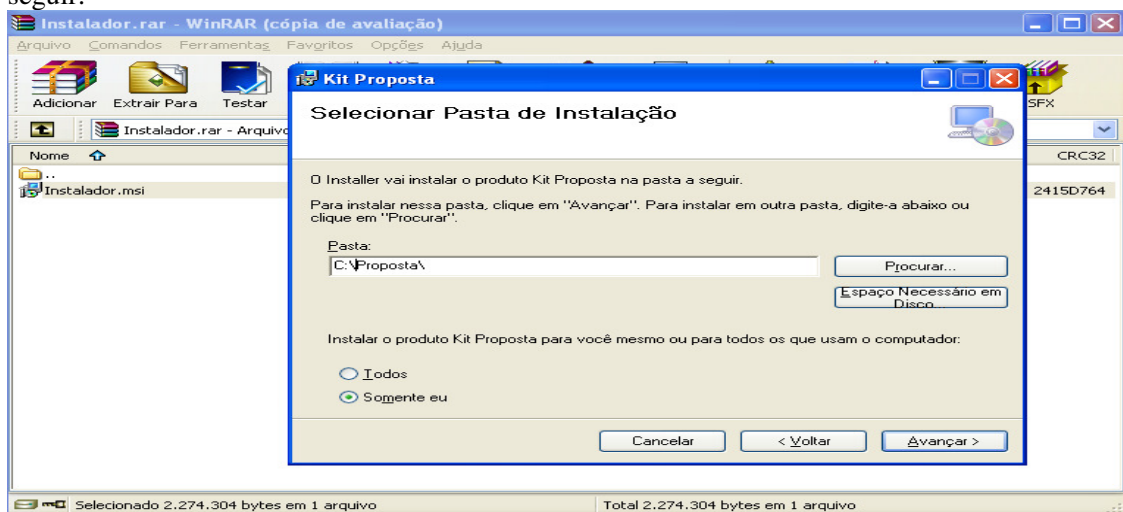 seguir:
Instalador.rar - WinRAR (cópia de avaliação)
Arquivo Comandos Ferramentas Favoritos Opções Ajuda
Adicionar Extrair Para Testar SFX
Instalador.rar - Arquivo
Nome CRC32
..
Instalador.msi 2415D764
Kit Proposta
Selecionar Pasta de Instalação
O Installer vai instalar o produto Kit Proposta na pasta a seguir.
Para instalar nessa pasta, clique em "Avançar". Para instalar em outra pasta, digite-a abaixo ou
clique em "Procurar".
Pasta:
C:\Proposta\
Procurar...
Espaço Necessário em
Disco...
Instalar o produto Kit Proposta para você mesmo ou para todos os que usam o computador:
Todos
Somente eu
Cancelar < Voltar Avançar >
Selecionado 2.274.304 bytes em 1 arquivo Total 2.274.304 bytes em 1 arquivo